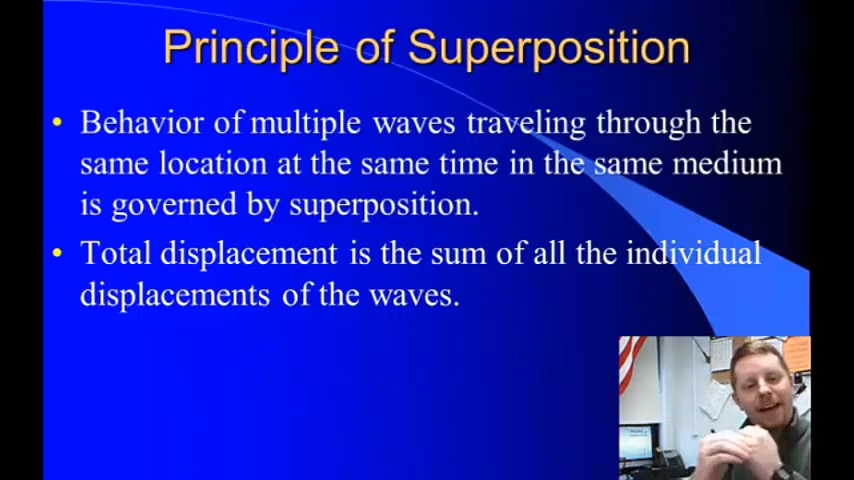 Principle of Superposition
• Behavior of multiple waves traveling through the
same location at the same time in the same medium
is governed by superposition.
• Total displacement is the sum of all the individual
displacements of the waves.